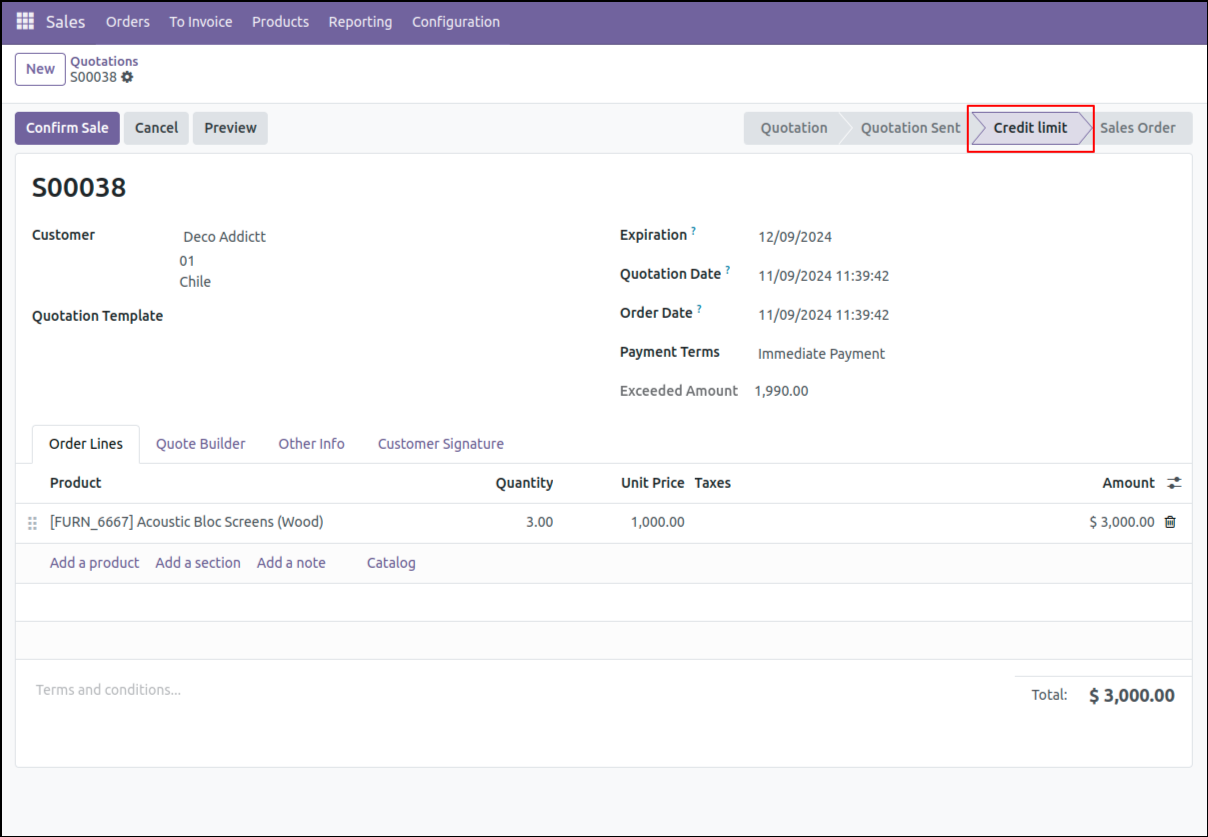 Sales Orders To Invoice Products Reporting Configuration
New Quotations
S00038
Confirm Sale Cancel Preview Quotation Quotation Sent Credit limit Sales Order
S00038
Customer Deco Addictt
01
Chile
Quotation Template
Expiration ? 12/09/2024
Quotation Date ? 11/09/2024 11:39:42
Order Date ? 11/09/2024 11:39:42
Payment Terms Immediate Payment
Exceeded Amount 1,990.00
Order Lines Quote Builder Other Info Customer Signature
Product Quantity Unit Price Taxes Amount
[FURN_6667] Acoustic Bloc Screens (Wood) 3.00 1,000.00 $ 3,000.00
Add a product Add a section Add a note Catalog
Terms and conditions...
Total: $ 3,000.00